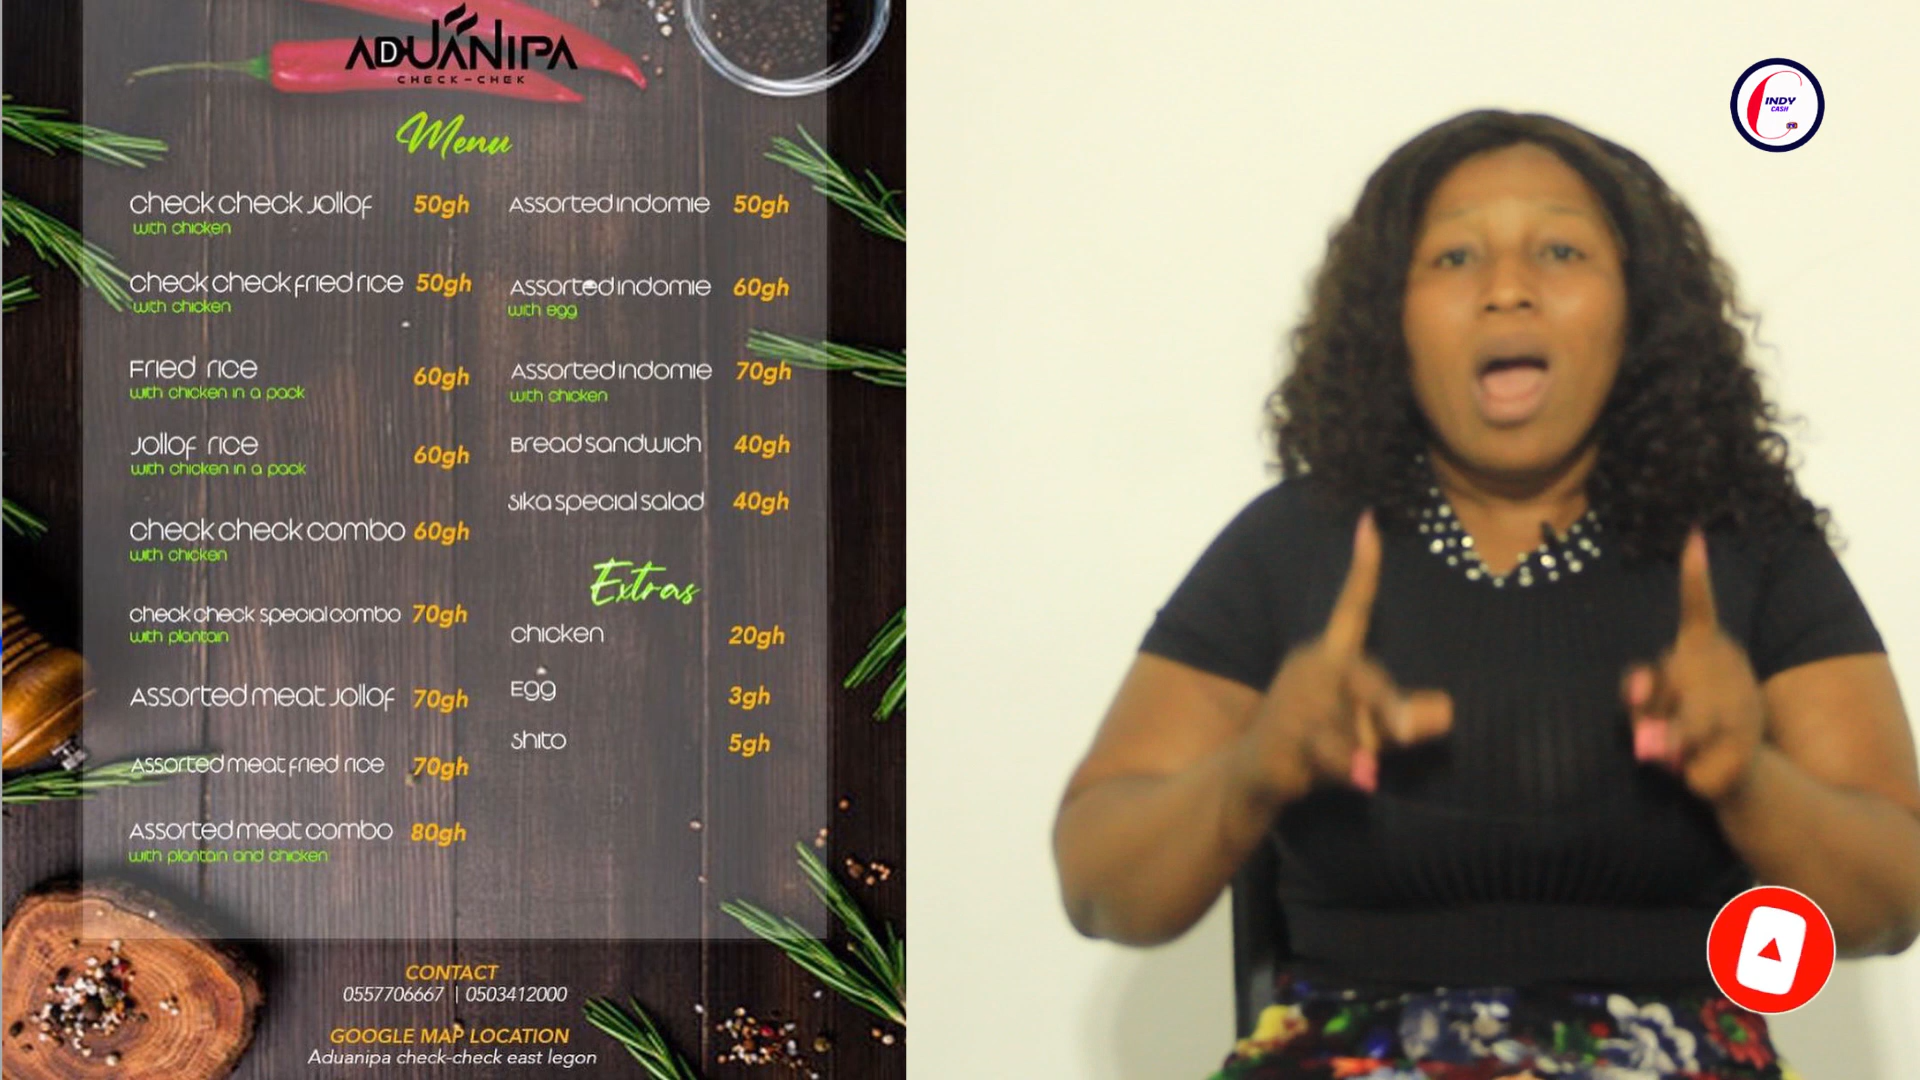 ADUANIPA
CHECK-CHEK
Menu
check check Jollof 50gh
with chicken
check check fried rice 50gh
with chicken
Fried rice 60gh
with chicken in a pack
Jollof rice 60gh
with chicken in a pack
check check combo 60gh
with chicken
check check special combo 70gh
with plantain
Assorted meat Jollof 70gh
Assorted meat fried rice 70gh
Assorted meat combo 80gh
with plantain and chicken
Assorted indomie 50gh
Assorted indomie 60gh
with egg
Assorted indomie 70gh
with chicken
Bread sandwich 40gh
Sika special salad 40gh
Extras
chicken 20gh
Egg 3gh
Shito 5gh
CONTACT
0557706667 | 0503412000
GOOGLE MAP LOCATION
Aduanipa check-check east legon
CINDY
CASH